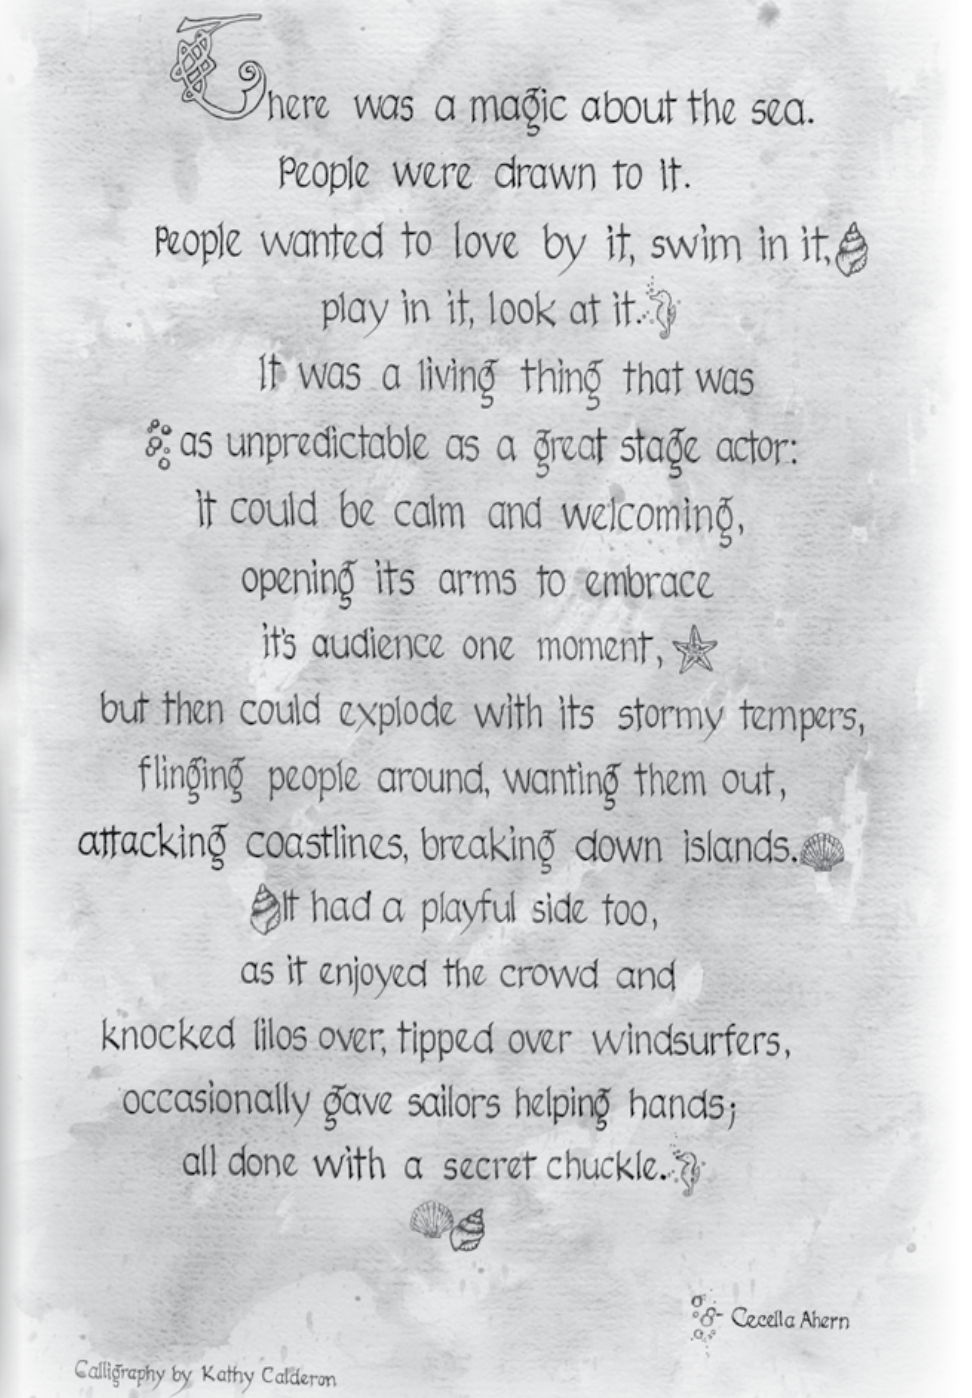 There was a magic about the sea.
People were drawn to it.
People wanted to love by it, swim in it,
play in it, look at it.
It was a living thing that was
as unpredictable as a great stage actor:
it could be calm and welcoming,
opening its arms to embrace
it's audience one moment,
but then could explode with its stormy tempers,
flinging people around, wanting them out,
attacking coastlines, breaking down islands.
It had a playful side too,
as it enjoyed the crowd and
knocked lilos over, tipped over windsurfers,
occasionally gave sailors helping hands;
all done with a secret chuckle.
- Cecella Ahern
Calligraphy by Kathy Calderon